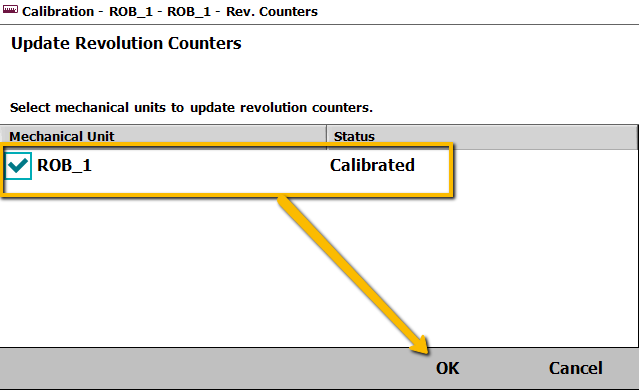 Calibration - ROB_1 - ROB_1 - Rev. Counters
Update Revolution Counters
Select mechanical units to update revolution counters.
Mechanical Unit Status
ROB_1 Calibrated
OK Cancel